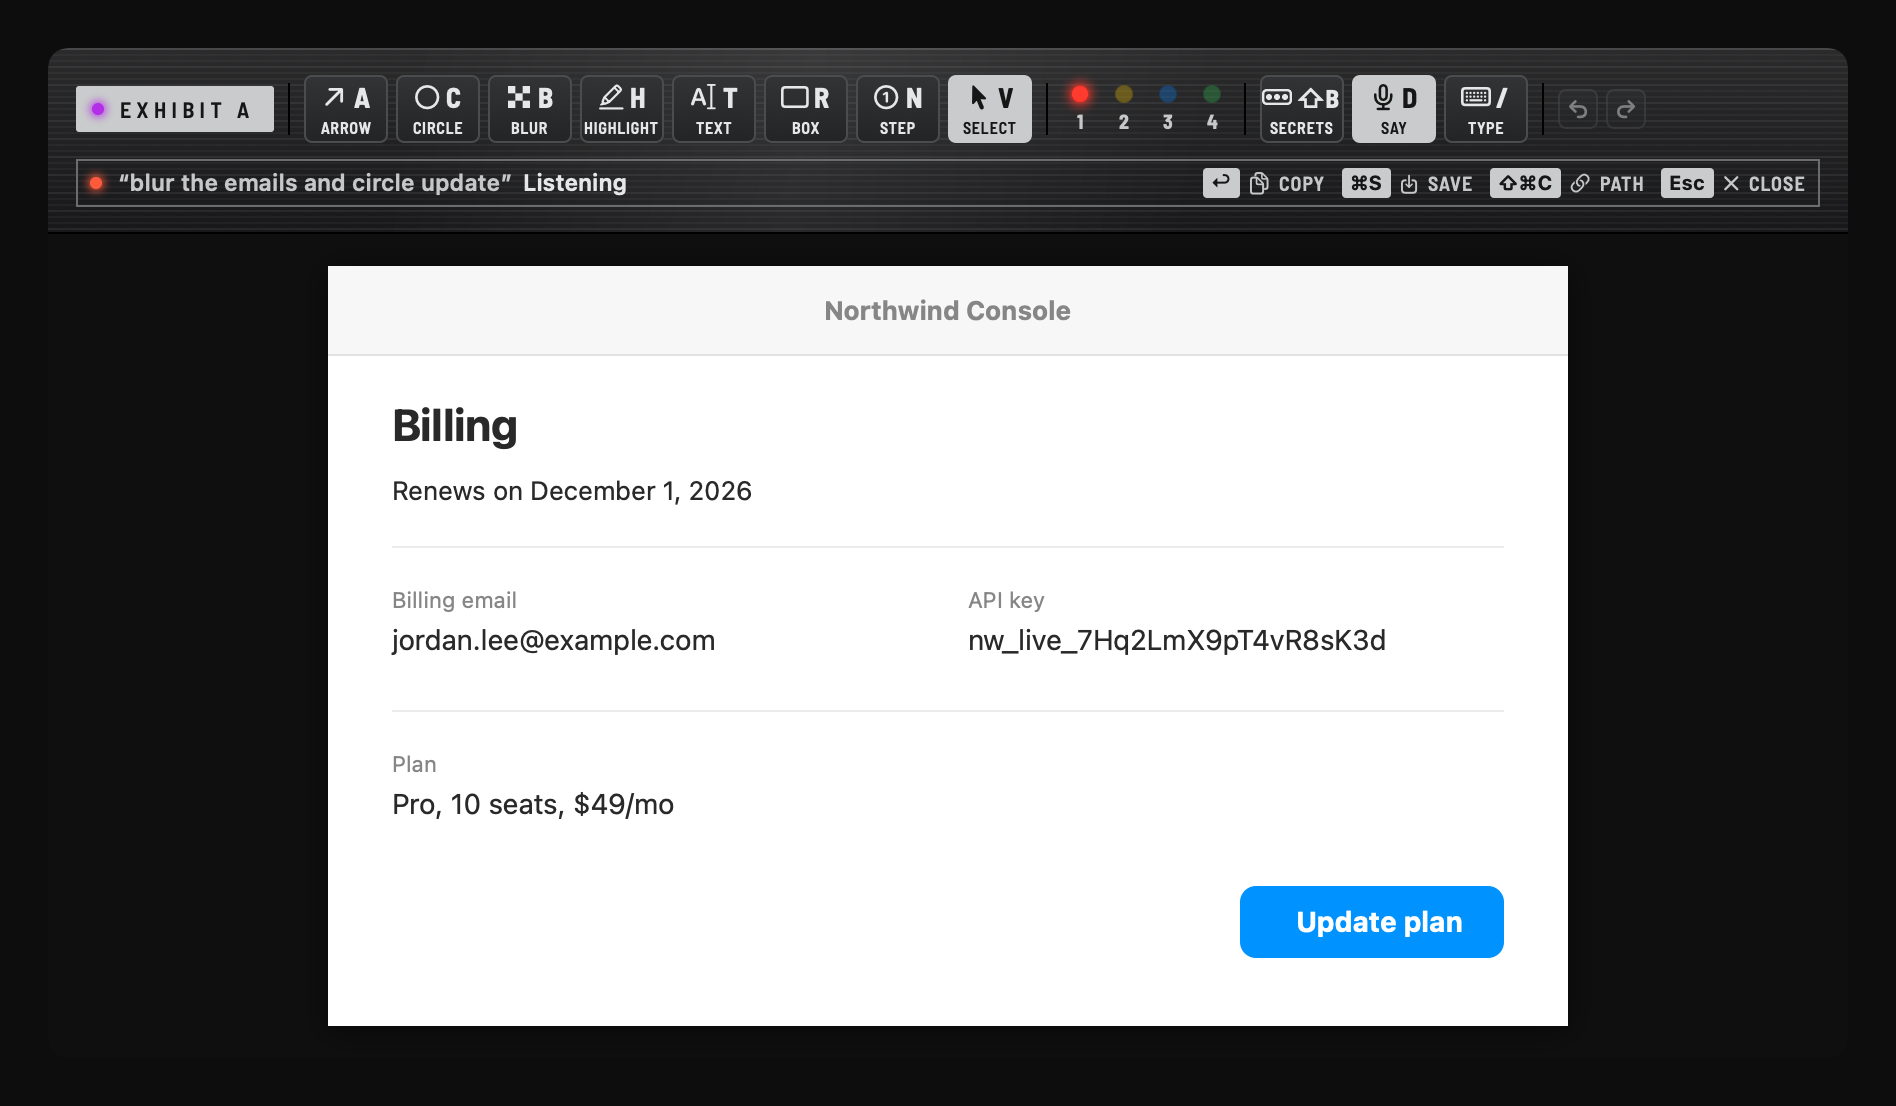 EXHIBIT A
A
ARROW
C
CIRCLE
B
BLUR
H
HIGHLIGHT
T
TEXT
R
BOX
1 N
STEP
V
SELECT
1
2
3
4
⇧B
SECRETS
D
SAY
/
TYPE
“blur the emails and circle update” Listening
↩ COPY ⌘S SAVE ⇧⌘C PATH Esc × CLOSE
Northwind Console
Billing
Renews on December 1, 2026
Billing email
jordan.lee@example.com
API key
nw_live_7Hq2LmX9pT4vR8sK3d
Plan
Pro, 10 seats, $49/mo
Update plan